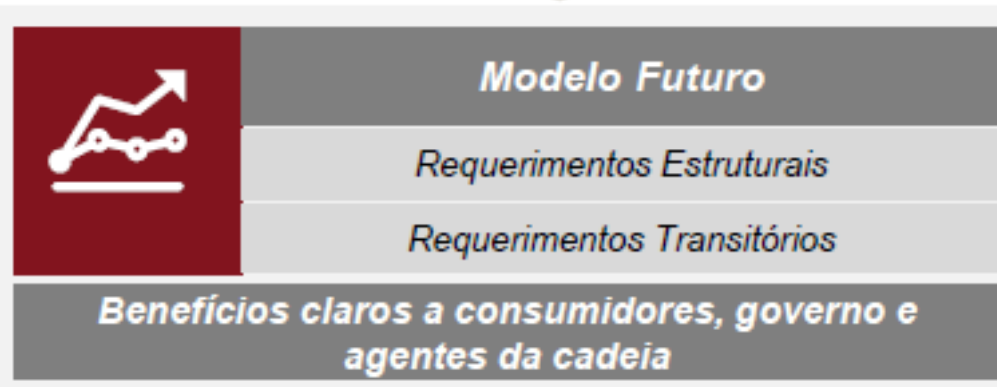 Modelo Futuro
Requerimentos Estruturais
Requerimentos Transitórios
Benefícios claros a consumidores, governo e
agentes da cadeia